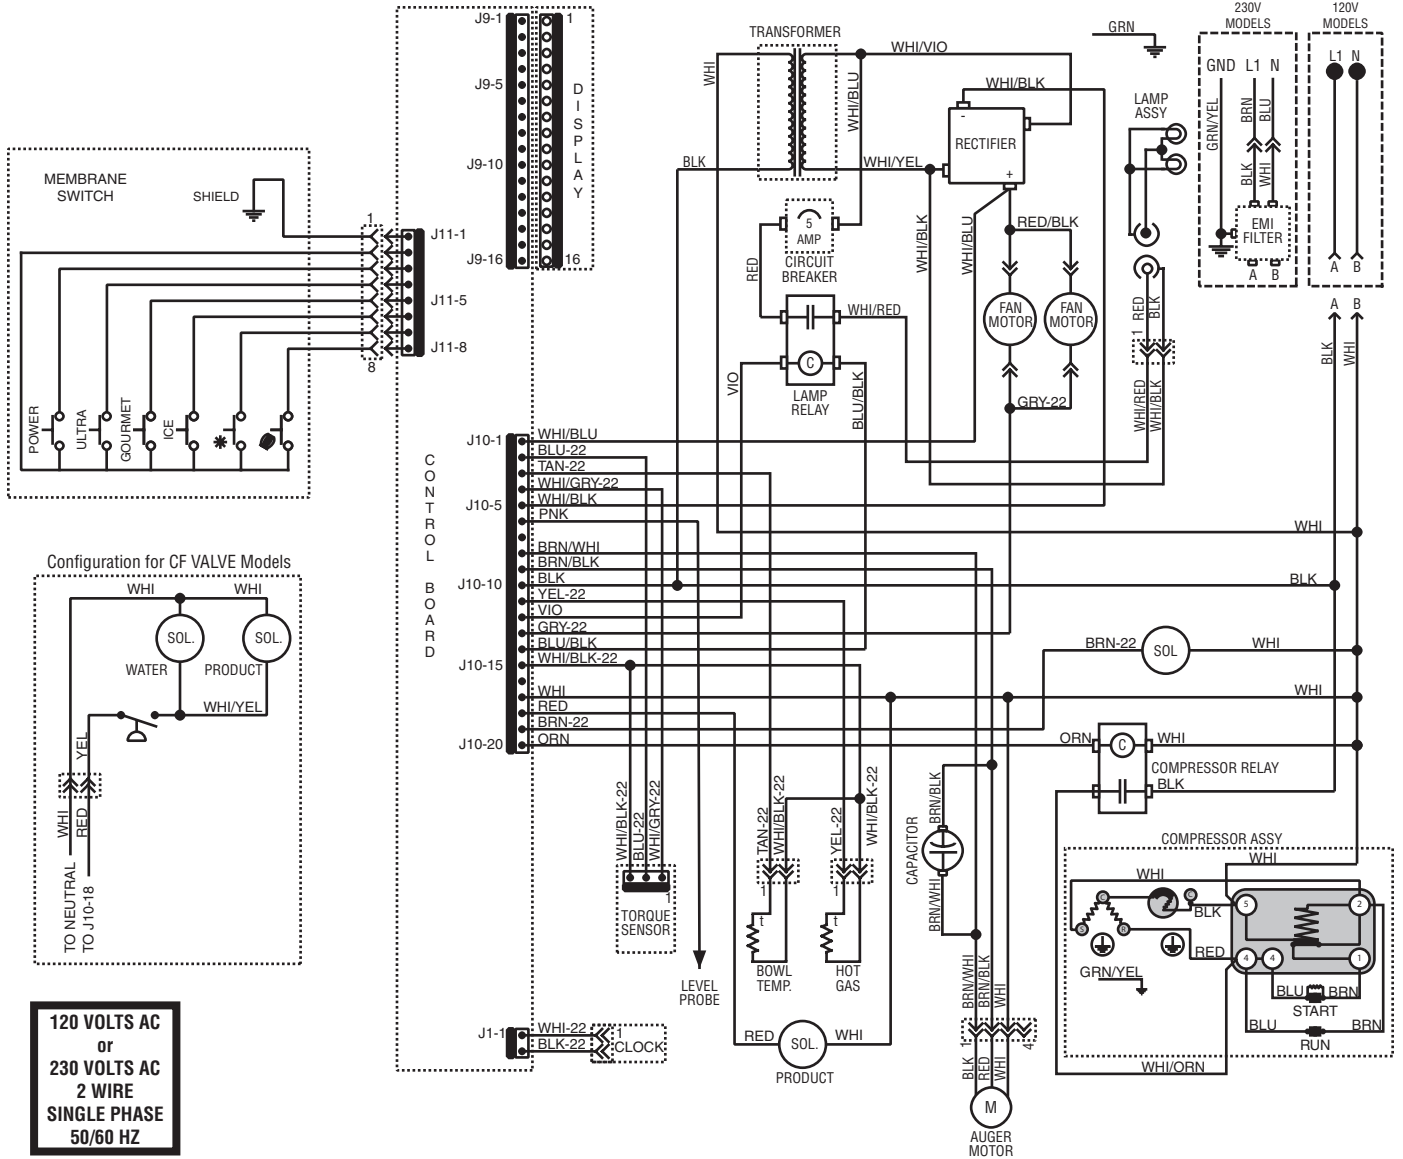 230V
MODELS
120V
MODELS
GND L1 N
L1 N
GRN/YEL
BRN
BLU
BLK
WHI
EMI
FILTER
A B
A B
A B
BLK
WHI
GRN
LAMP
ASSY
1
RED
BLK
WHI/RED
WHI/BLK
TRANSFORMER
WHI
WHI/VIO
WHI/BLU
BLK
WHI/YEL
WHI/BLK
-
RECTIFIER
+
WHI/BLK
WHI/BLU
RED/BLK
FAN
MOTOR
FAN
MOTOR
GRY-22
5
AMP
CIRCUIT
BREAKER
RED
WHI/RED
C
LAMP
RELAY
VIO
BLU/BLK
J9-1
J9-5
J9-10
J9-16
1
16
DISPLAY
MEMBRANE
SWITCH
SHIELD
1
8
J11-1
J11-5
J11-8
POWER
ULTRA
GOURMET
ICE
CONTROL BOARD
J10-1
J10-5
J10-10
J10-15
J10-20
WHI/BLU
BLU-22
TAN-22
WHI/GRY-22
WHI/BLK
PNK
BRN/WHI
BRN/BLK
BLK
YEL-22
VIO
GRY-22
BLU/BLK
WHI/BLK-22
WHI
RED
BRN-22
ORN
WHI
BLK
BRN-22
SOL
WHI
WHI
ORN
C
WHI
COMPRESSOR RELAY
BLK
Configuration for CF VALVE Models
WHI
WHI
SOL.
SOL.
WATER
PRODUCT
WHI/YEL
YEL
WHI
RED
TO NEUTRAL
TO J10-18
WHI/BLK-22
BLU-22
WHI/GRY-22
1
TORQUE
SENSOR
LEVEL
PROBE
TAN-22
WHI/BLK-22
1
t
BOWL
TEMP.
YEL-22
WHI/BLK-22
1
t
HOT
GAS
CAPACITOR
BRN/BLK
BRN/WHI
BRN/WHI
BRN/BLK
WHI
1
4
BLK
RED
WHI
M
AUGER
MOTOR
RED
SOL.
WHI
PRODUCT
J1-1
WHI-22
BLK-22
1
CLOCK
COMPRESSOR ASSY
WHI
WHI
C
C
S
R
BLK
RED
5
2
4
4
1
GRN/YEL
BLU
BRN
START
BLU
BRN
RUN
WHI/ORN
120 VOLTS AC
or
230 VOLTS AC
2 WIRE
SINGLE PHASE
50/60 HZ